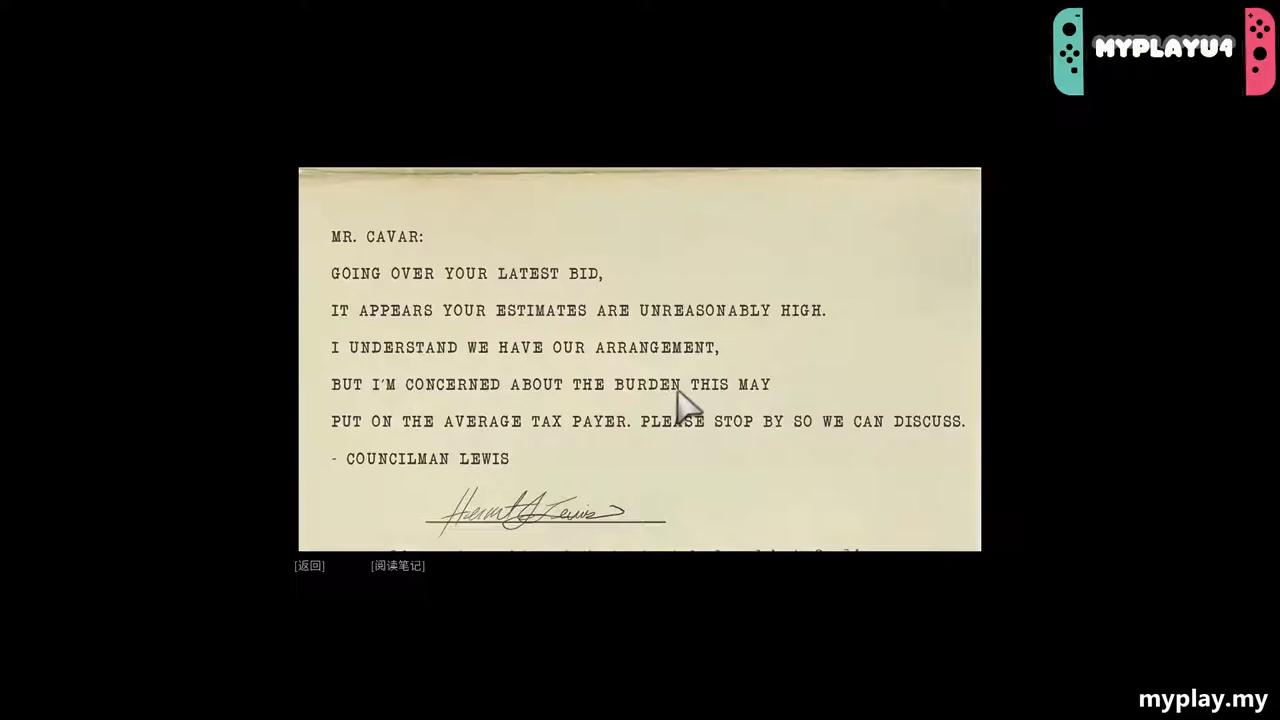 MYPLAYU4
MR. CAVAR:
GOING OVER YOUR LATEST BID,
IT APPEARS YOUR ESTIMATES ARE UNREASONABLY HIGH.
I UNDERSTAND WE HAVE OUR ARRANGEMENT,
BUT I'M CONCERNED ABOUT THE BURDEN THIS MAY
PUT ON THE AVERAGE TAX PAYER. PLEASE STOP BY SO WE CAN DISCUSS.
- COUNCILMAN LEWIS
Lewis
[返回] [阅读笔记]
myplay.my